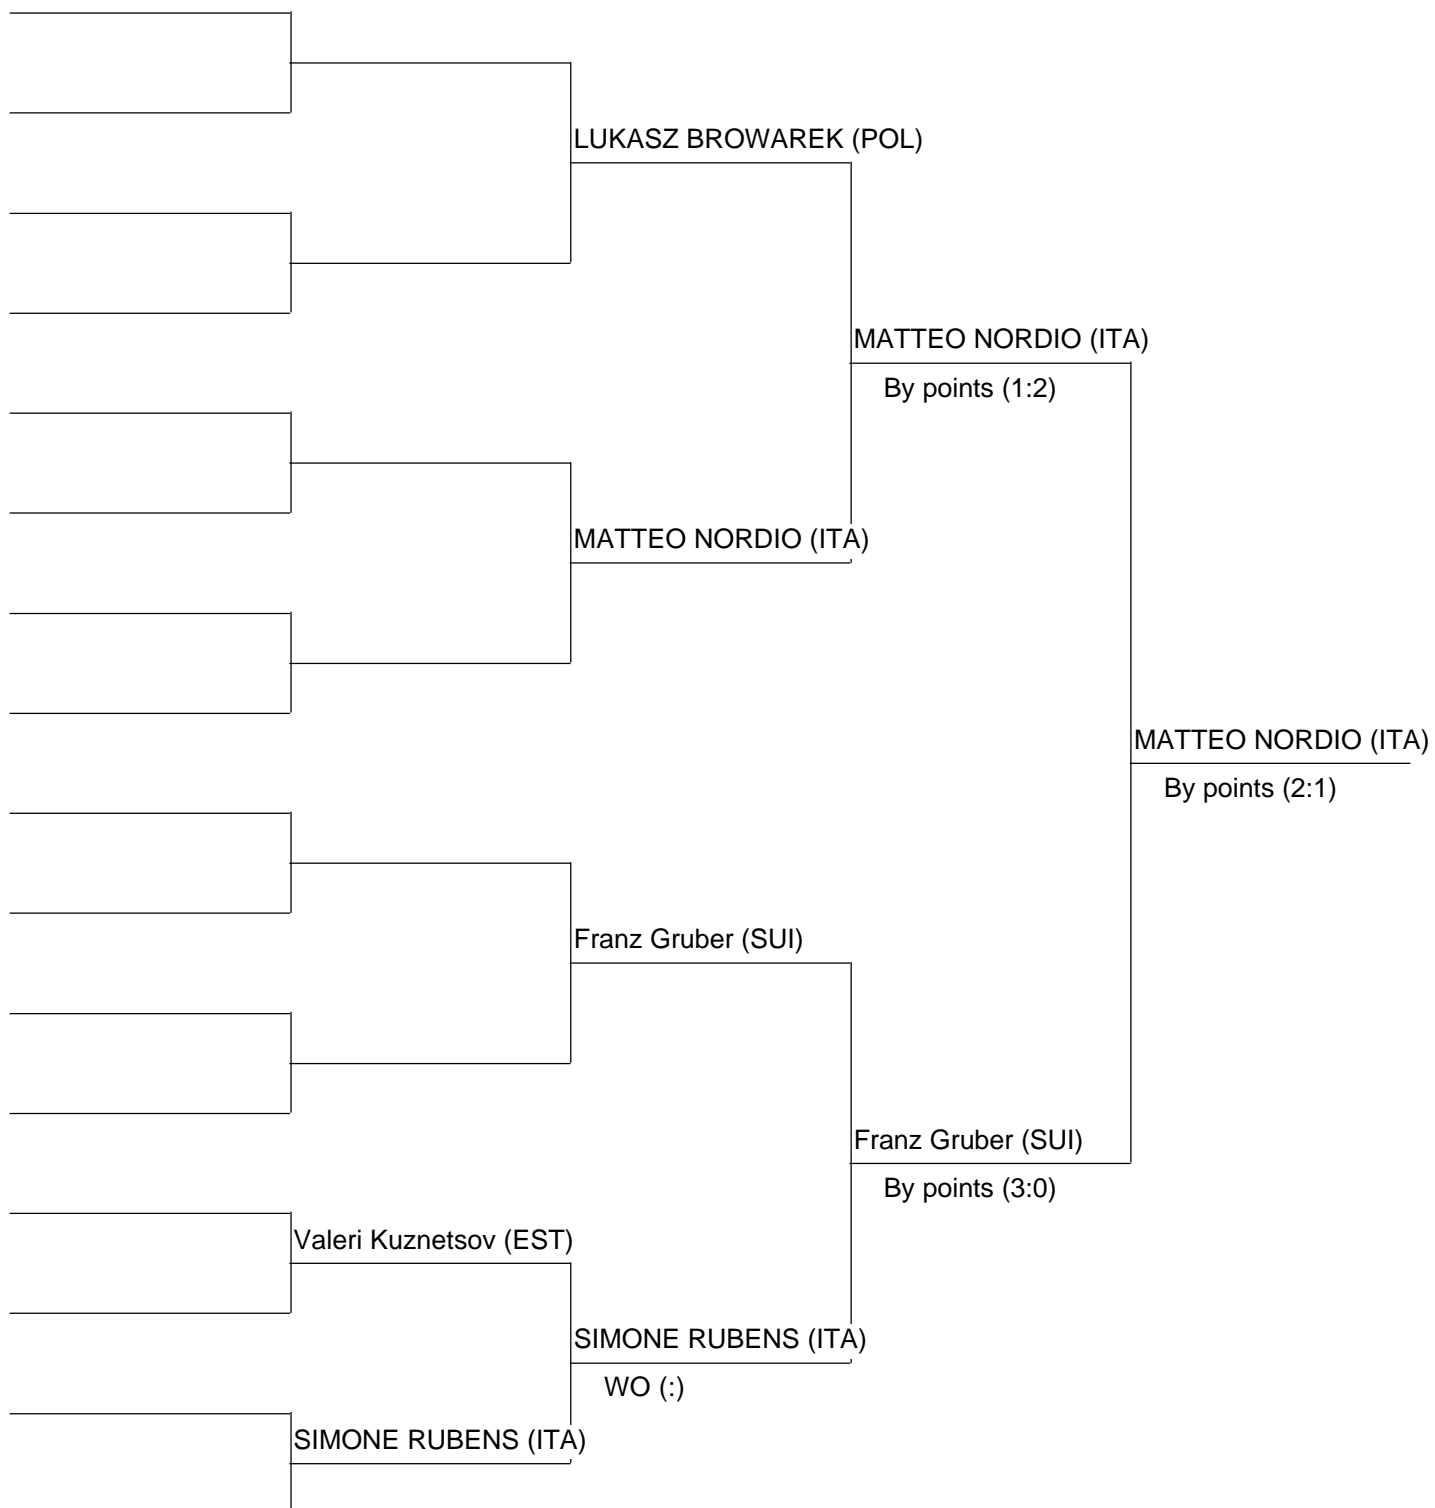 LUKASZ BROWAREK (POL)
MATTEO NORDIO (ITA)
By points (1:2)
MATTEO NORDIO (ITA)
MATTEO NORDIO (ITA)
By points (2:1)
Franz Gruber (SUI)
Franz Gruber (SUI)
By points (3:0)
Valeri Kuznetsov (EST)
SIMONE RUBENS (ITA)
WO (:)
SIMONE RUBENS (ITA)